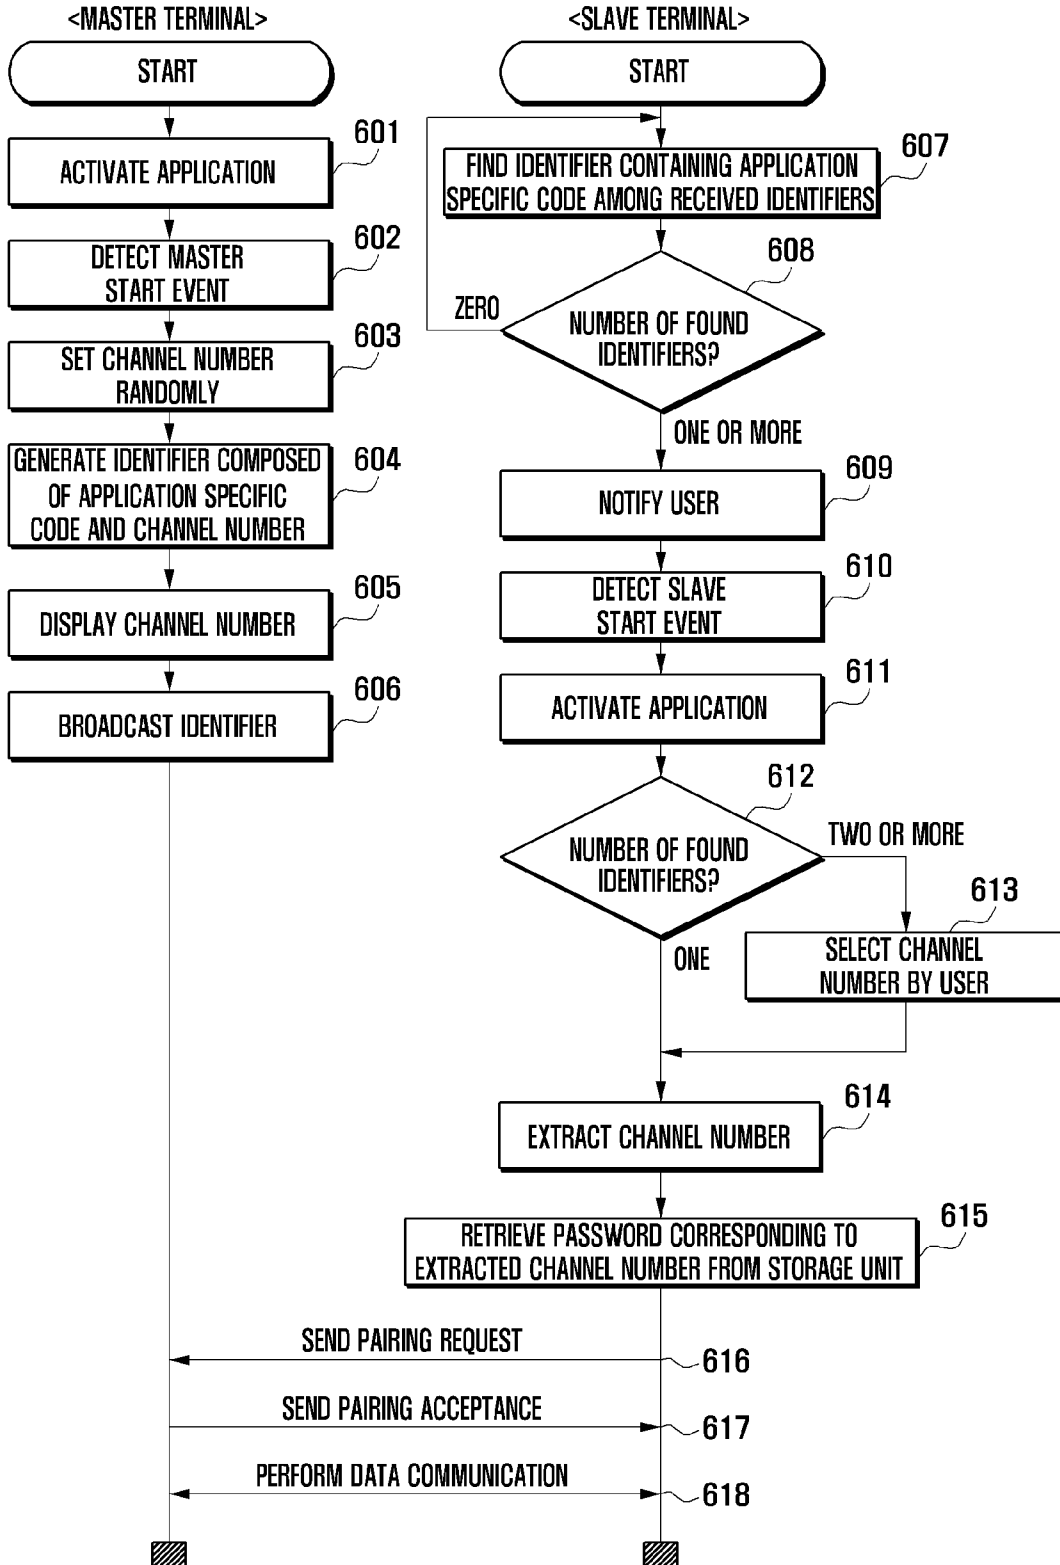 <MASTER TERMINAL>
START
601
ACTIVATE APPLICATION
602
DETECT MASTER
START EVENT
603
SET CHANNEL NUMBER
RANDOMLY
604
GENERATE IDENTIFIER COMPOSED
OF APPLICATION SPECIFIC
CODE AND CHANNEL NUMBER
605
DISPLAY CHANNEL NUMBER
606
BROADCAST IDENTIFIER
<SLAVE TERMINAL>
START
607
FIND IDENTIFIER CONTAINING APPLICATION
SPECIFIC CODE AMONG RECEIVED IDENTIFIERS
608
ZERO
NUMBER OF FOUND
IDENTIFIERS?
ONE OR MORE
609
NOTIFY USER
610
DETECT SLAVE
START EVENT
611
ACTIVATE APPLICATION
612
NUMBER OF FOUND
IDENTIFIERS?
TWO OR MORE
613
SELECT CHANNEL
NUMBER BY USER
ONE
614
EXTRACT CHANNEL NUMBER
615
RETRIEVE PASSWORD CORRESPONDING TO
EXTRACTED CHANNEL NUMBER FROM STORAGE UNIT
SEND PAIRING REQUEST
616
SEND PAIRING ACCEPTANCE
617
PERFORM DATA COMMUNICATION
618